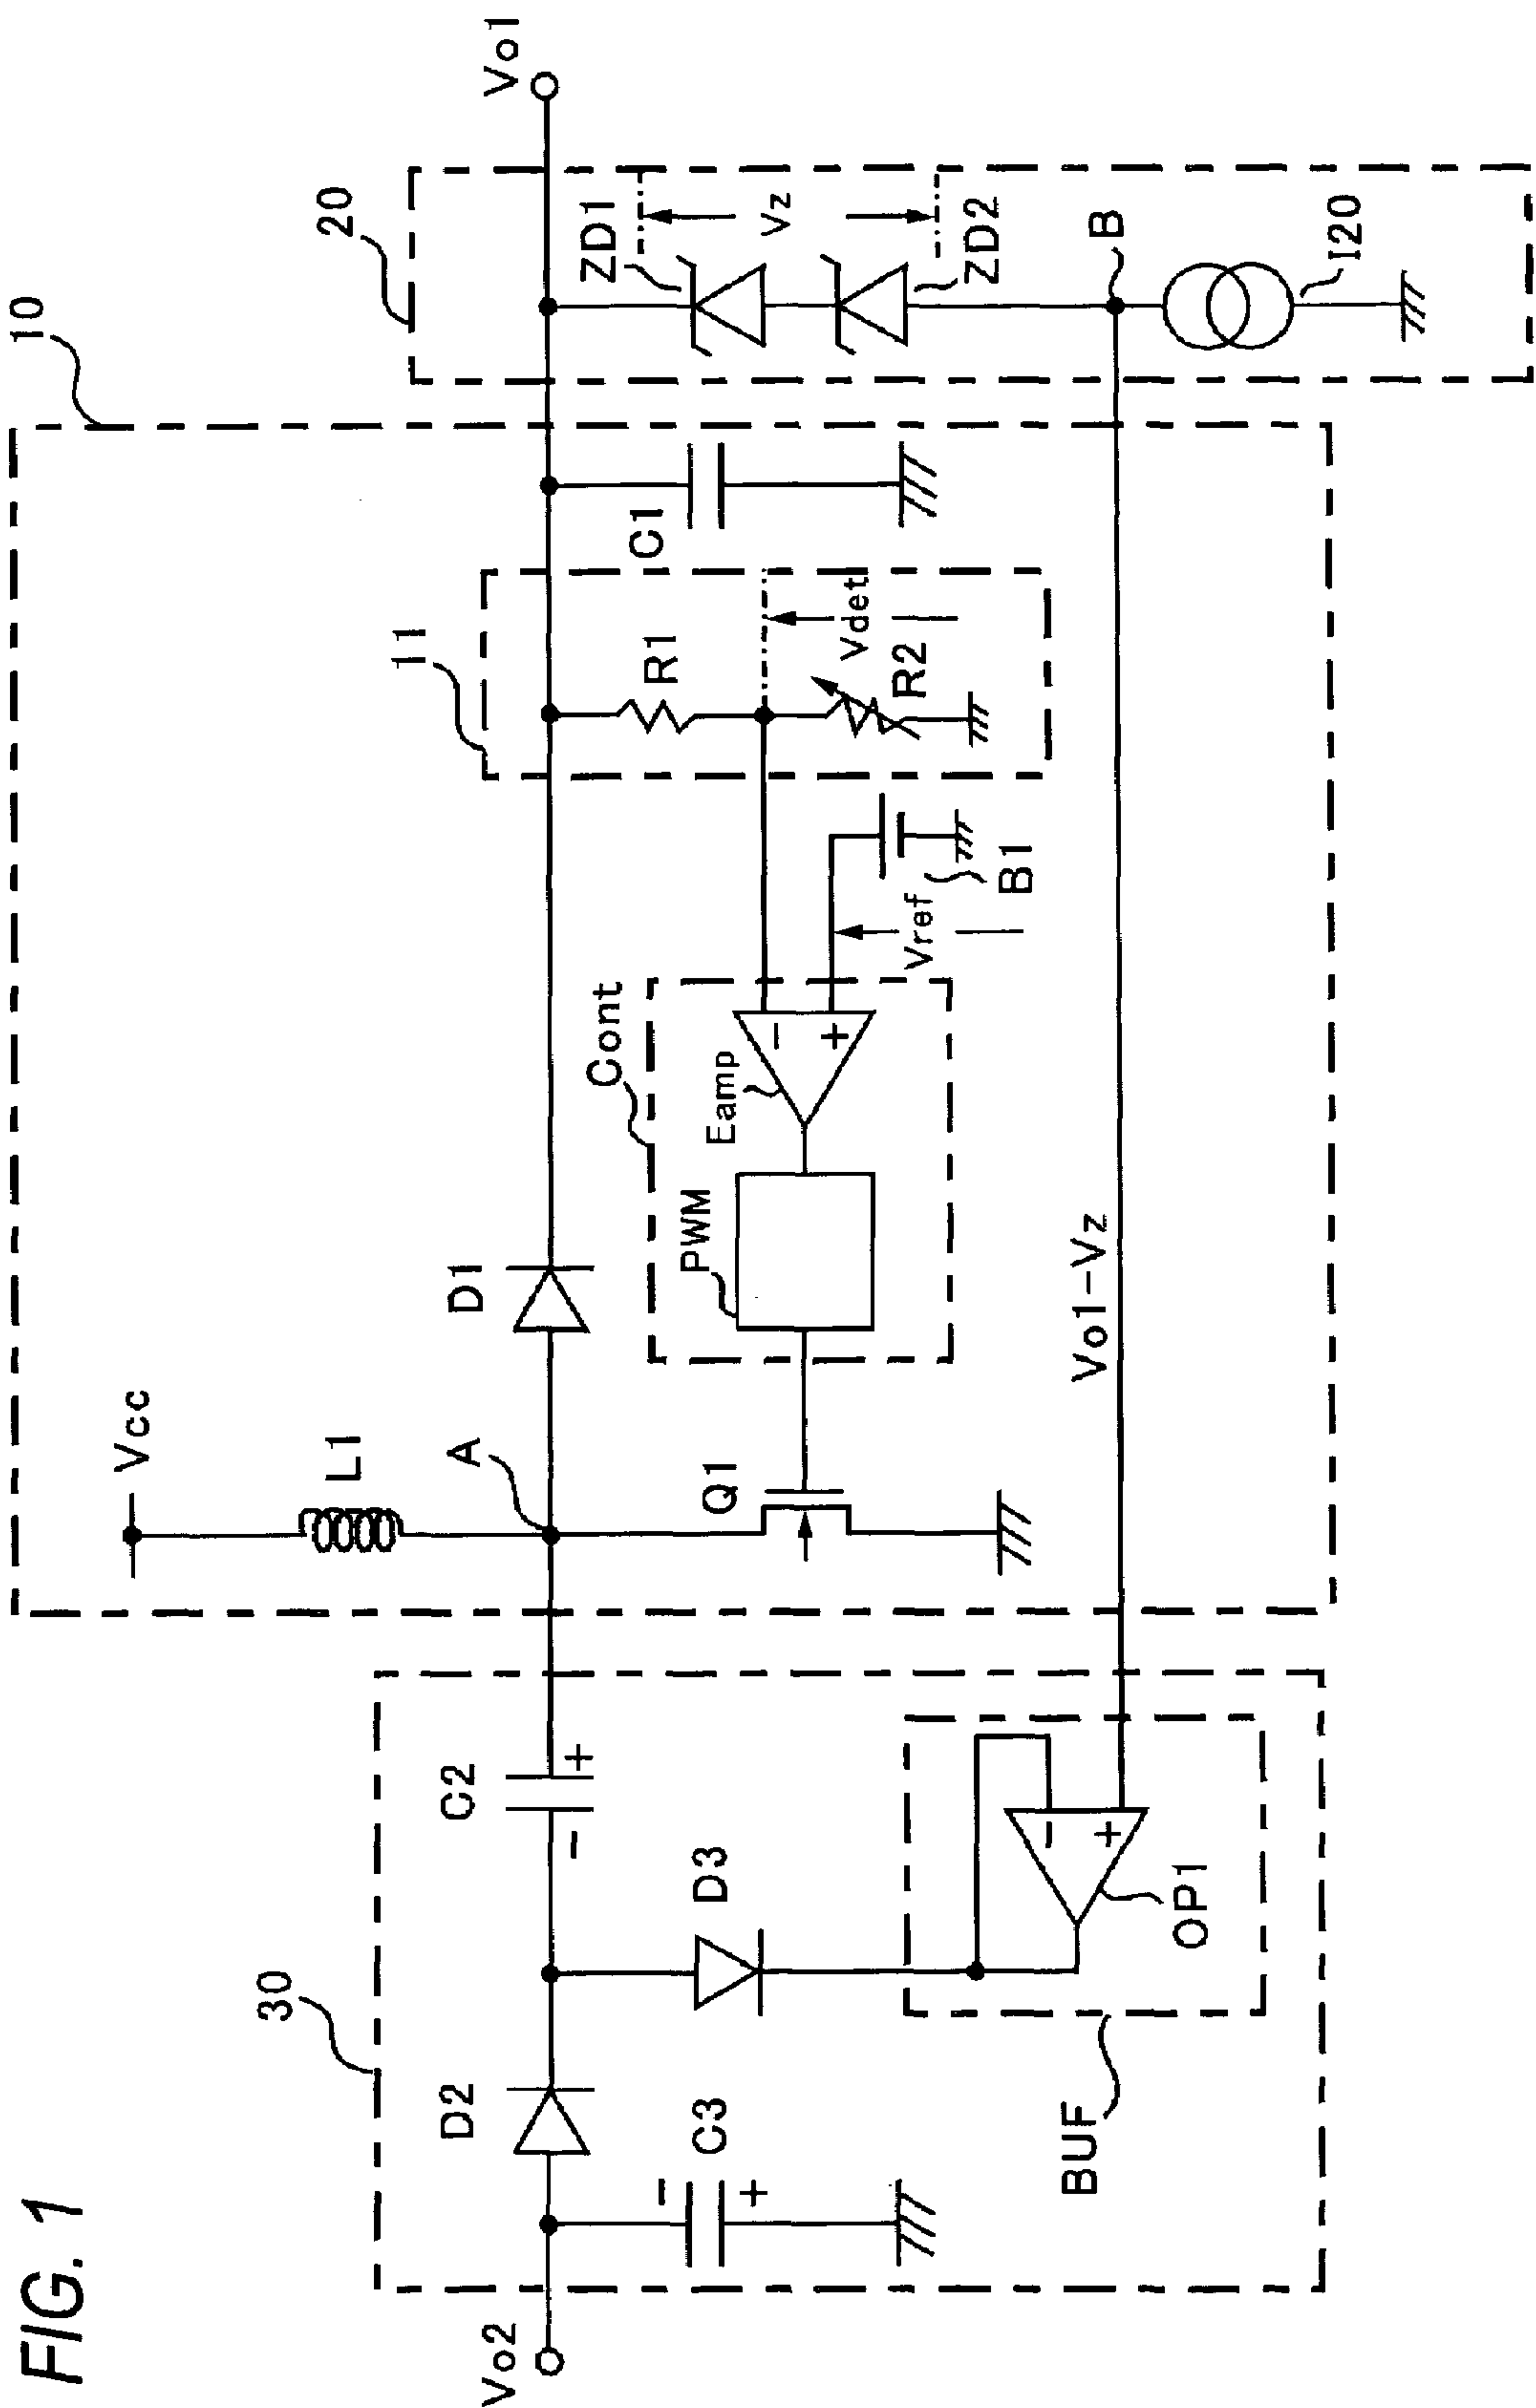 FIG. 1
10
20
Vcc
L1
30
11
A
D1
Vo1
Vo2
D2
C2
+
−
D3
C3
−
+
Q1
PWM
Eamp
Cont
−
+
Vref
B1
R1
R2
Vdet
C1
ZD1
Vz
ZD2
B
I20
Vo1−Vz
BUF
OP1
−
+